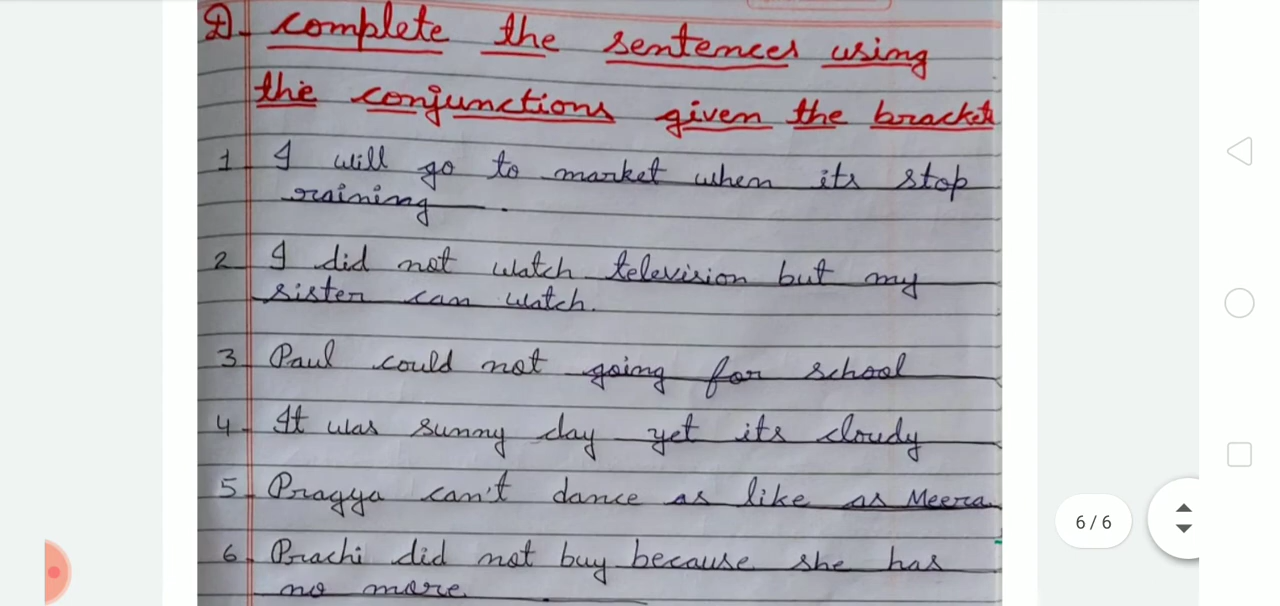 D. complete the sentences using
the conjunctions given the bracket
1 I will go to market when its stop
raining.
2 I did not watch television but my
sister can watch.
3 Paul could not going for school
4 It was sunny day yet its cloudy
5 Pragya can't dance as like as Meera.
6 Prachi did not buy because she has
no more.
6/6